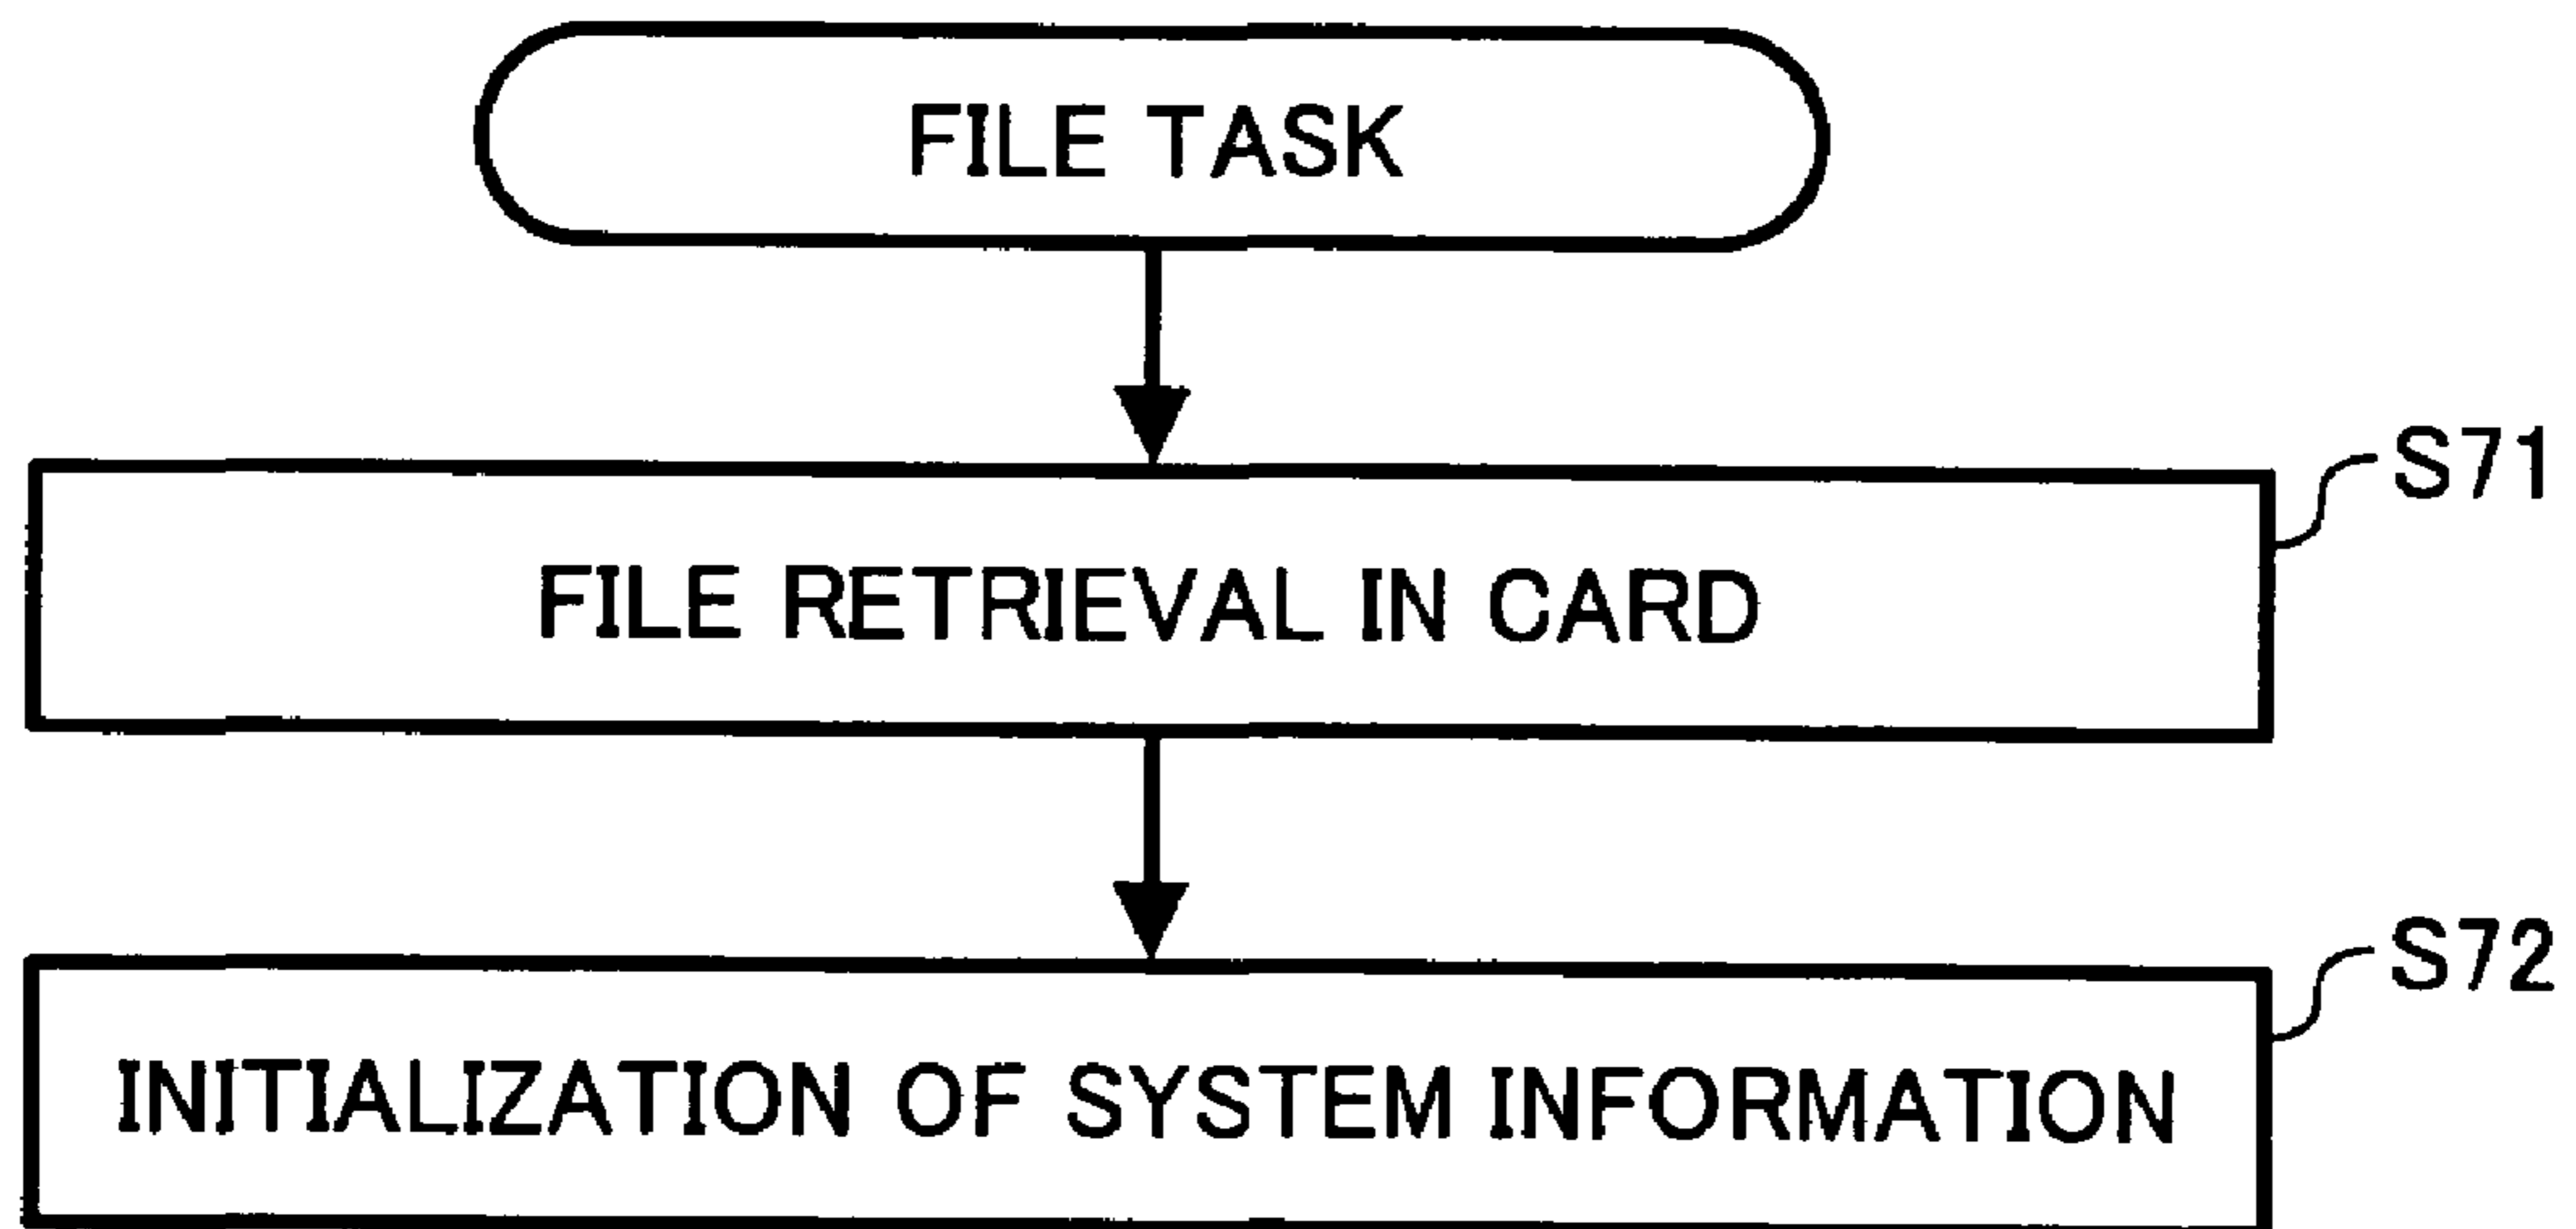 FILE TASK
S71
FILE RETRIEVAL IN CARD
S72
INITIALIZATION OF SYSTEM INFORMATION